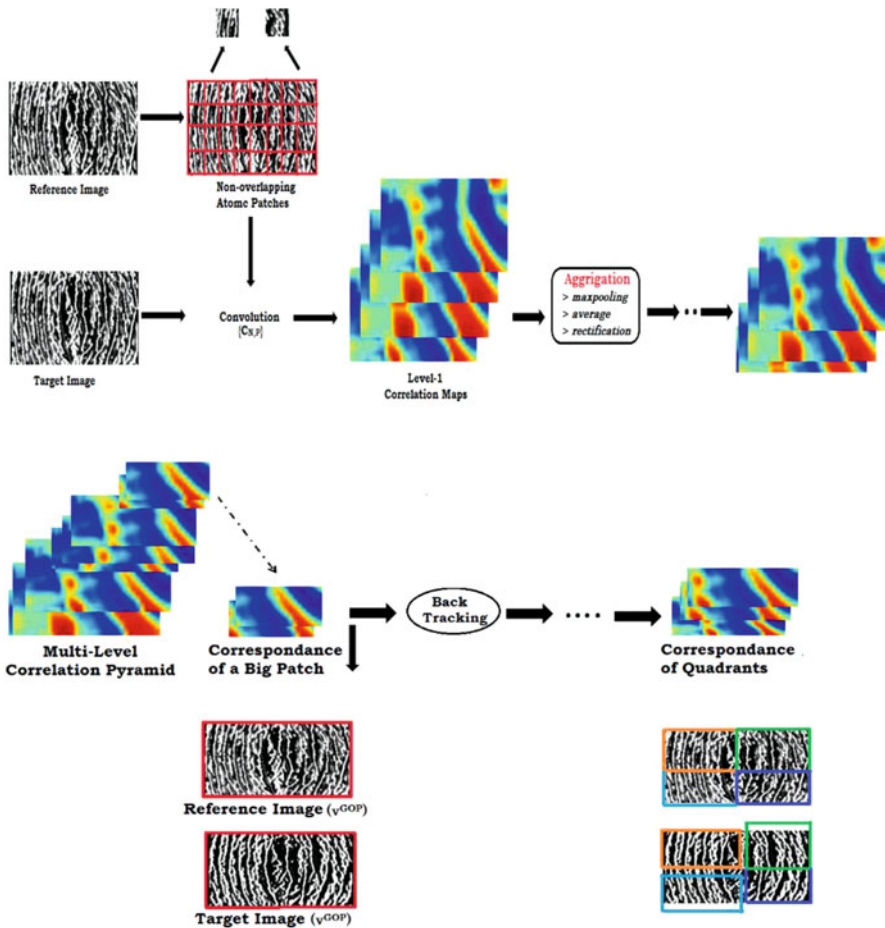 Reference Image
Non-overlapping
Atomc Patches
Target Image
Convolution
[C_{N,P}]
Level-1
Correlation Maps
Aggrigation
> maxpooling
> average
> rectification
Multi-Level
Correlation Pyramid
Correspondance
of a Big Patch
Back
Tracking
Correspondance
of Quadrants
Reference Image (v^{GOP})
Target Image (v^{GOP})